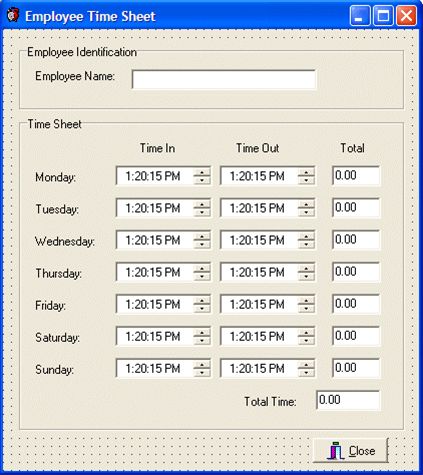 Employee Time Sheet
Employee Identification
Employee Name:
Time Sheet
Time In Time Out Total
Monday: 1:20:15 PM 1:20:15 PM 0.00
Tuesday: 1:20:15 PM 1:20:15 PM 0.00
Wednesday: 1:20:15 PM 1:20:15 PM 0.00
Thursday: 1:20:15 PM 1:20:15 PM 0.00
Friday: 1:20:15 PM 1:20:15 PM 0.00
Saturday: 1:20:15 PM 1:20:15 PM 0.00
Sunday: 1:20:15 PM 1:20:15 PM 0.00
Total Time: 0.00
Close